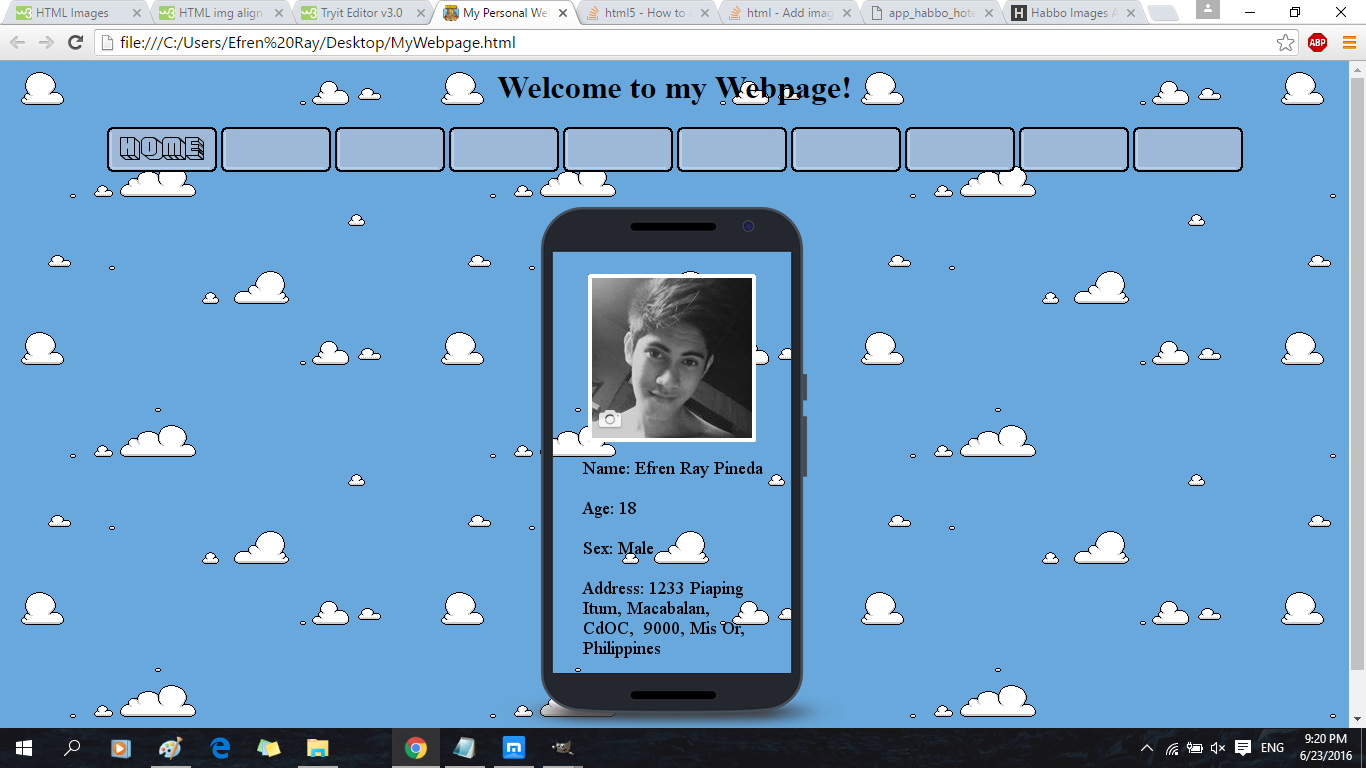 HTML Images
HTML img align
Tryit Editor v3.0
My Personal We
html5 - How to
html - Add imag
app_habbo_hote
Habbo Images A
file:///C:/Users/Efren%20Ray/Desktop/MyWebpage.html
ABP
Welcome to my Webpage!
HOME
Name: Efren Ray Pineda
Age: 18
Sex: Male
Address: 1233 Piaping
Itum, Macabalan,
CdOC, 9000, Mis Or,
Philippines
ENG
9:20 PM
6/23/2016